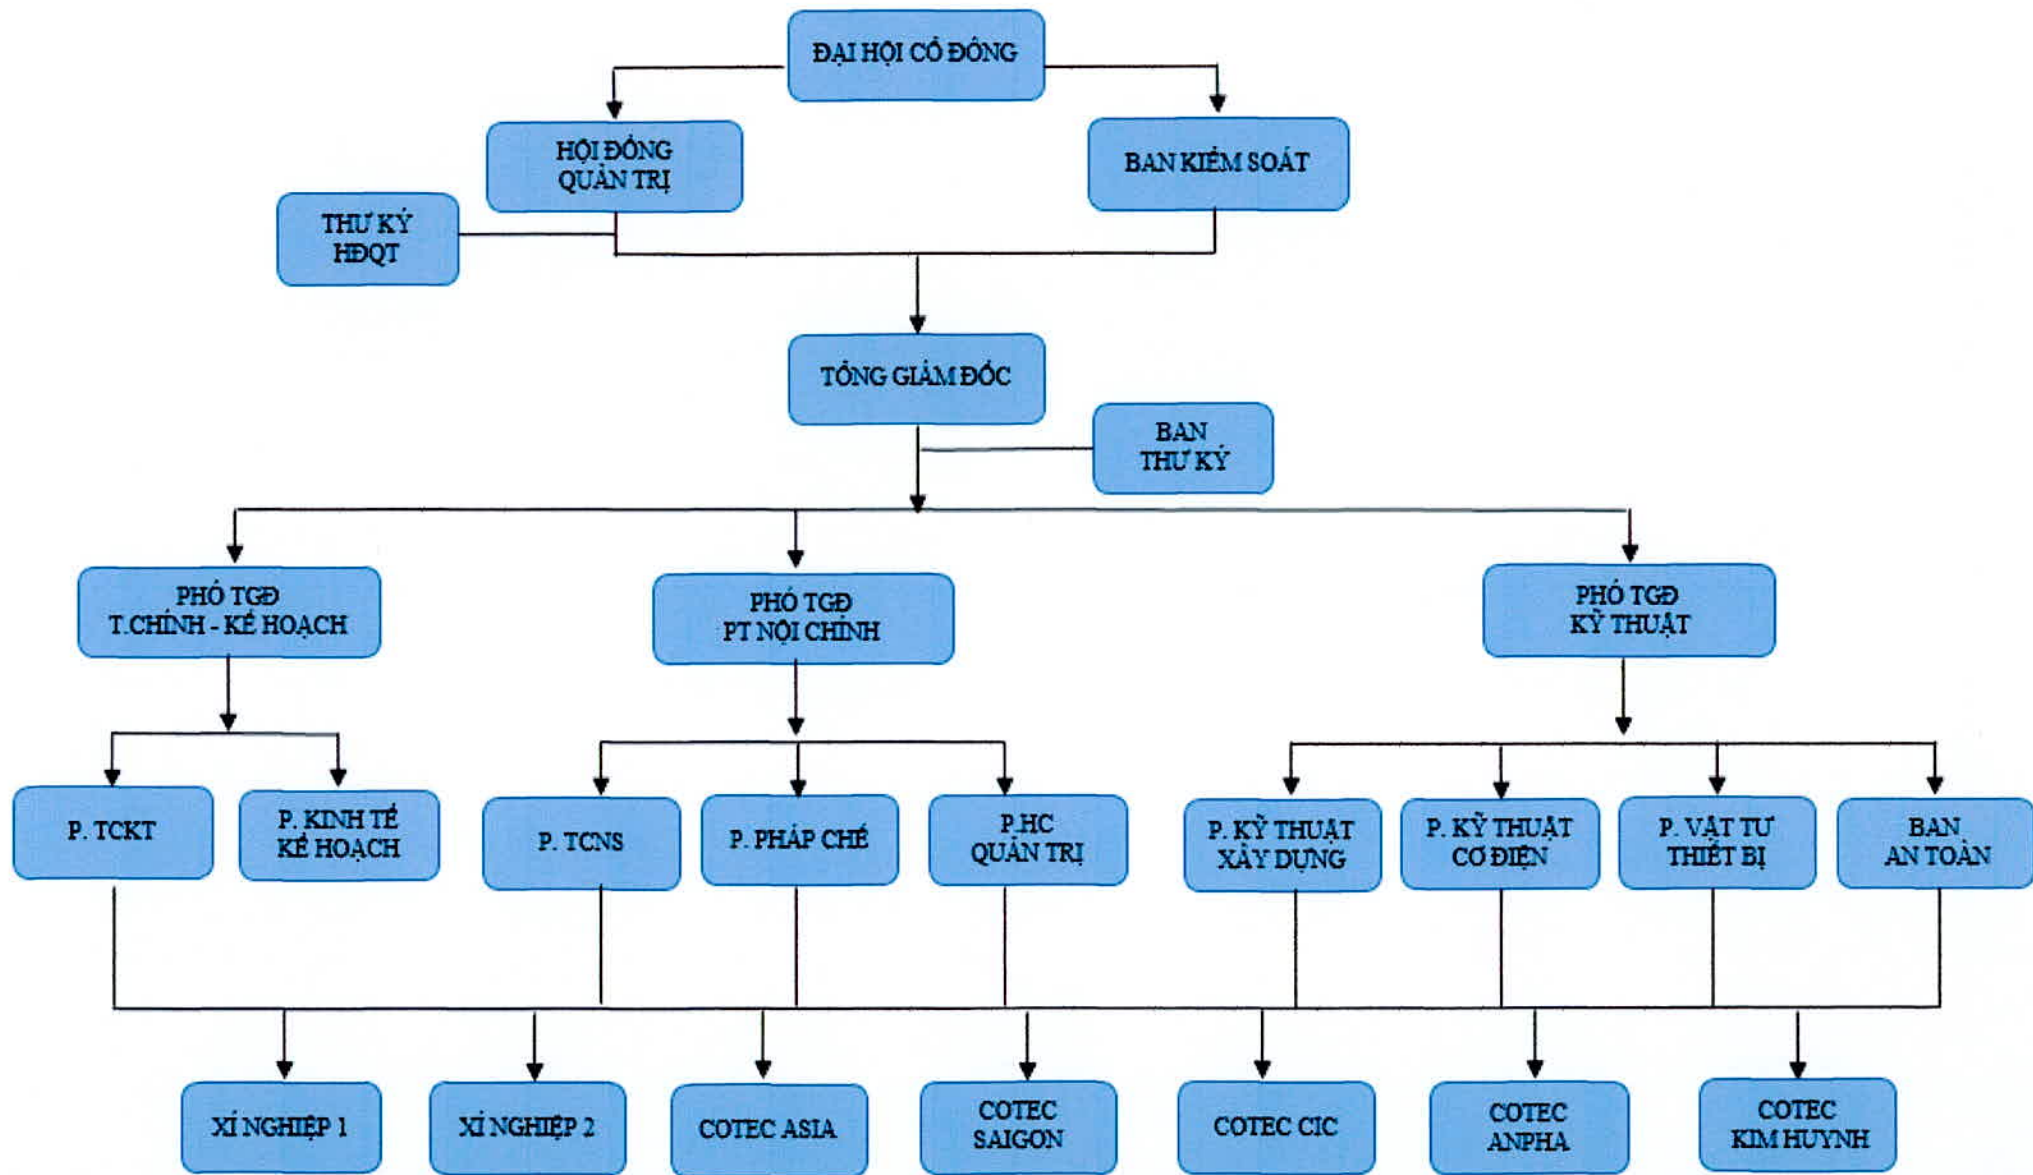 ĐẠI HỘI CỔ ĐÔNG
HỘI ĐỒNG
QUẢN TRỊ
BAN KIỂM SOÁT
THƯ KÝ
HĐQT
TỔNG GIÁM ĐỐC
BAN
THƯ KÝ
PHÓ TGĐ
T.CHÍNH - KẾ HOẠCH
PHÓ TGĐ
PT NỘI CHÍNH
PHÓ TGĐ
KỸ THUẬT
P. TCKT
P. KINH TẾ
KẾ HOẠCH
P. TCNS
P. PHÁP CHẾ
P.HC
QUẢN TRỊ
P. KỸ THUẬT
XÂY DỰNG
P. KỸ THUẬT
CƠ ĐIỆN
P. VẬT TƯ
THIẾT BỊ
BAN
AN TOÀN
XÍ NGHIỆP 1
XÍ NGHIỆP 2
COTEC ASIA
COTEC
SAIGON
COTEC CIC
COTEC
ANPHA
COTEC
KIM HUYNH